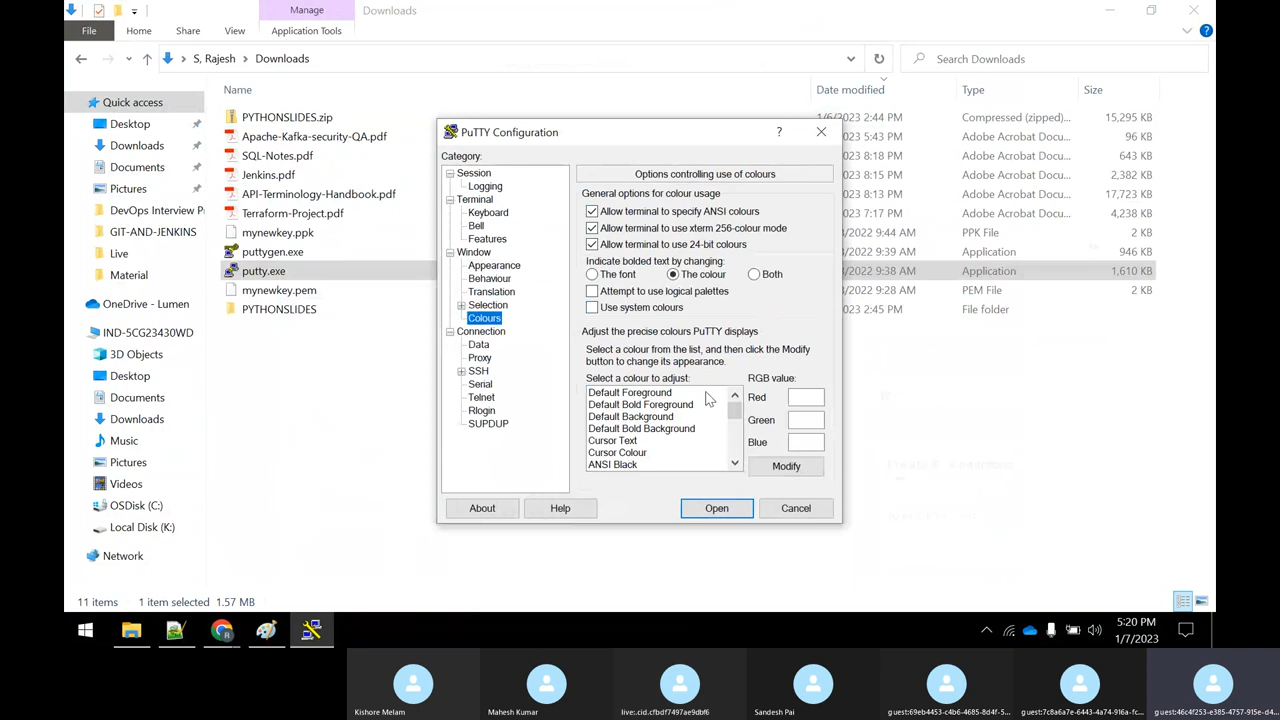 Manage
Downloads
File
Home
Share
View
Application Tools
S, Rajesh
Downloads
Search Downloads
Name
Date modified
Type
Size
Quick access
Desktop
Downloads
Documents
Pictures
DevOps Interview Pr
GIT-AND-JENKINS
Live
Material
OneDrive - Lumen
IND-5CG23430WD
3D Objects
Desktop
Documents
Downloads
Music
Pictures
Videos
OSDisk (C:)
Local Disk (K:)
Network
PYTHONSLIDES.zip
1/6/2023 2:44 PM
Compressed (zipped)...
15,295 KB
Apache-Kafka-security-QA.pdf
2023 5:43 PM
Adobe Acrobat Docu...
96 KB
SQL-Notes.pdf
2023 8:18 PM
Adobe Acrobat Docu...
643 KB
Jenkins.pdf
2023 5:29 PM
Adobe Acrobat Docu...
2,382 KB
API-Terminology-Handbook.pdf
2023 9:18 PM
Adobe Acrobat Docu...
17,723 KB
Terraform-Project.pdf
2023 7:17 PM
Adobe Acrobat Docu...
4,238 KB
mynewkey.ppk
/2022 9:44 AM
PPK File
2 KB
puttygen.exe
/2022 9:39 AM
Application
946 KB
putty.exe
/2022 9:38 AM
Application
1,610 KB
mynewkey.pem
/2022 9:28 AM
PEM File
2 KB
PYTHONSLIDES
2023 2:45 PM
File folder
PuTTY Configuration
?
Category:
Session
Logging
Terminal
Keyboard
Bell
Features
Window
Appearance
Behaviour
Translation
Selection
Colours
Connection
Data
Proxy
SSH
Serial
Telnet
Rlogin
SUPDUP
Options controlling use of colours
General options for colour usage
Allow terminal to specify ANSI colours
Allow terminal to use xterm 256-colour mode
Allow terminal to use 24-bit colours
Indicate bolded text by changing:
The font
The colour
Both
Attempt to use logical palettes
Use system colours
Adjust the precise colours PuTTY displays
Select a colour from the list, and then click the Modify
button to change its appearance.
Select a colour to adjust:
RGB value:
Default Foreground
Default Bold Foreground
Default Background
Default Bold Background
Cursor Text
Cursor Colour
ANSI Black
Red
Green
Blue
Modify
About
Help
Open
Cancel
11 items
1 item selected
1.57 MB
5:20 PM
1/7/2023
Kishore Melam
Mahesh Kumar
live:.cid.cfbdf7497ae9dbf6
Sandesh Pai
guest:69eb4453-c4b6-4685-8d4f-5...
guest:7c8a6a7e-6443-4a74-916a-fc...
guest:46c4f253-e385-4757-915e-d4...